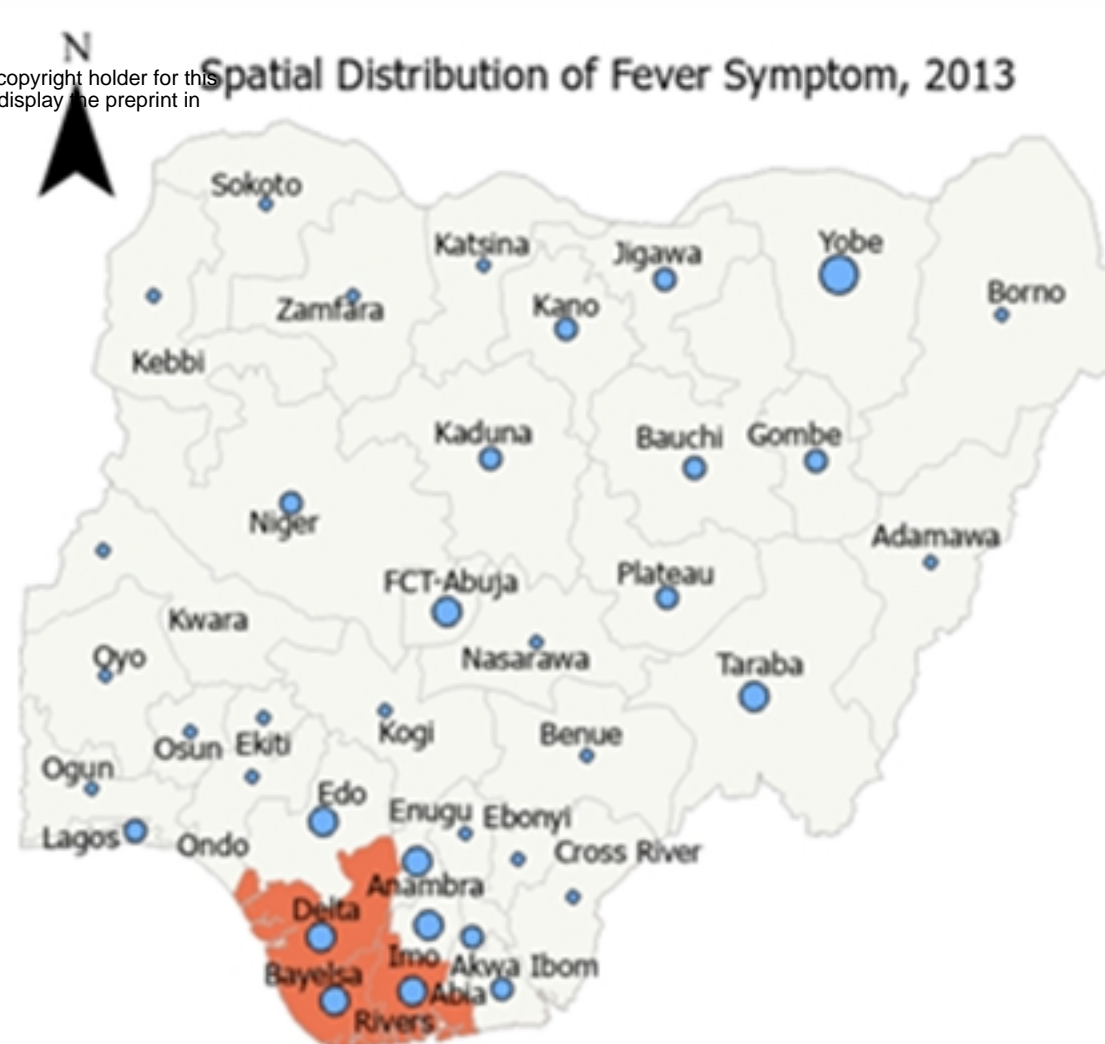 N
copyright holder for this
display the preprint in
Spatial Distribution of Fever Symptom, 2013
Sokoto
Katsina
Jigawa
Yobe
Borno
Zamfara
Kano
Kebbi
Kaduna
Bauchi
Gombe
Niger
Adamawa
FCT-Abuja
Plateau
Kwara
Oyo
Nasarawa
Taraba
Osun
Ekiti
Kogi
Benue
Ogun
Edo
Enugu
Ebonyi
Lagos
Ondo
Cross River
Anambra
Delta
Imo
Akwa Ibom
Bayelsa
Abia
Rivers